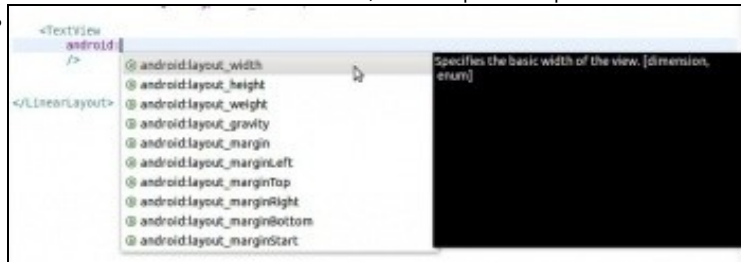 <TextView
android:
/>
</LinearLayout>
android:layout_width
android:layout_height
android:layout_weight
android:layout_gravity
android:layout_margin
android:layout_marginLeft
android:layout_marginTop
android:layout_marginRight
android:layout_marginBottom
android:layout_marginStart
Specifies the basic width of the view. [dimension,
enum]